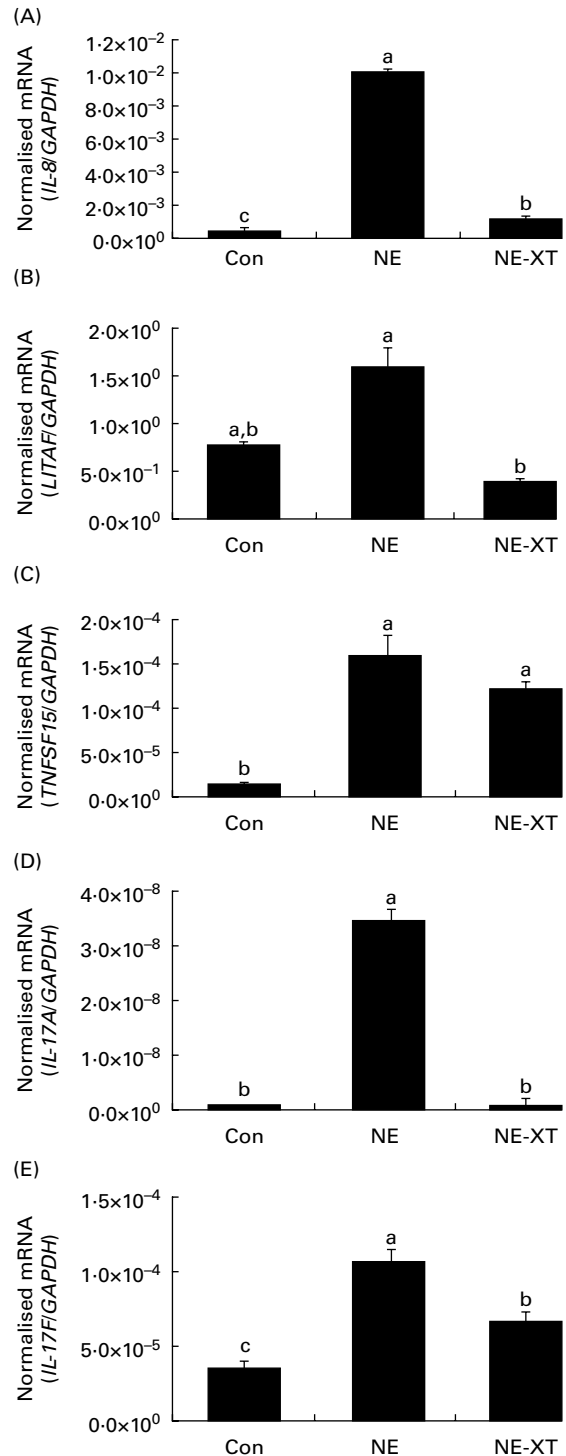 (A)
Normalised mRNA
(IL-8/GAPDH)
1·2×10⁻²
1·0×10⁻²
8·0×10⁻³
6·0×10⁻³
4·0×10⁻³
2·0×10⁻³
0·0×10⁰
c
a
b
Con NE NE-XT
(B)
Normalised mRNA
(LITAF/GAPDH)
2·0×10⁰
1·5×10⁰
1·0×10⁰
5·0×10⁻¹
0·0×10⁰
a,b
a
b
Con NE NE-XT
(C)
Normalised mRNA
(TNFSF15/GAPDH)
2·0×10⁻⁴
1·5×10⁻⁴
1·0×10⁻⁴
5·0×10⁻⁵
0·0×10⁰
b
a
a
Con NE NE-XT
(D)
Normalised mRNA
(IL-17A/GAPDH)
4·0×10⁻⁸
3·0×10⁻⁸
2·0×10⁻⁸
1·0×10⁻⁸
0·0×10⁰
b
a
b
Con NE NE-XT
(E)
Normalised mRNA
(IL-17F/GAPDH)
1·5×10⁻⁴
1·0×10⁻⁴
5·0×10⁻⁵
0·0×10⁰
c
a
b
Con NE NE-XT